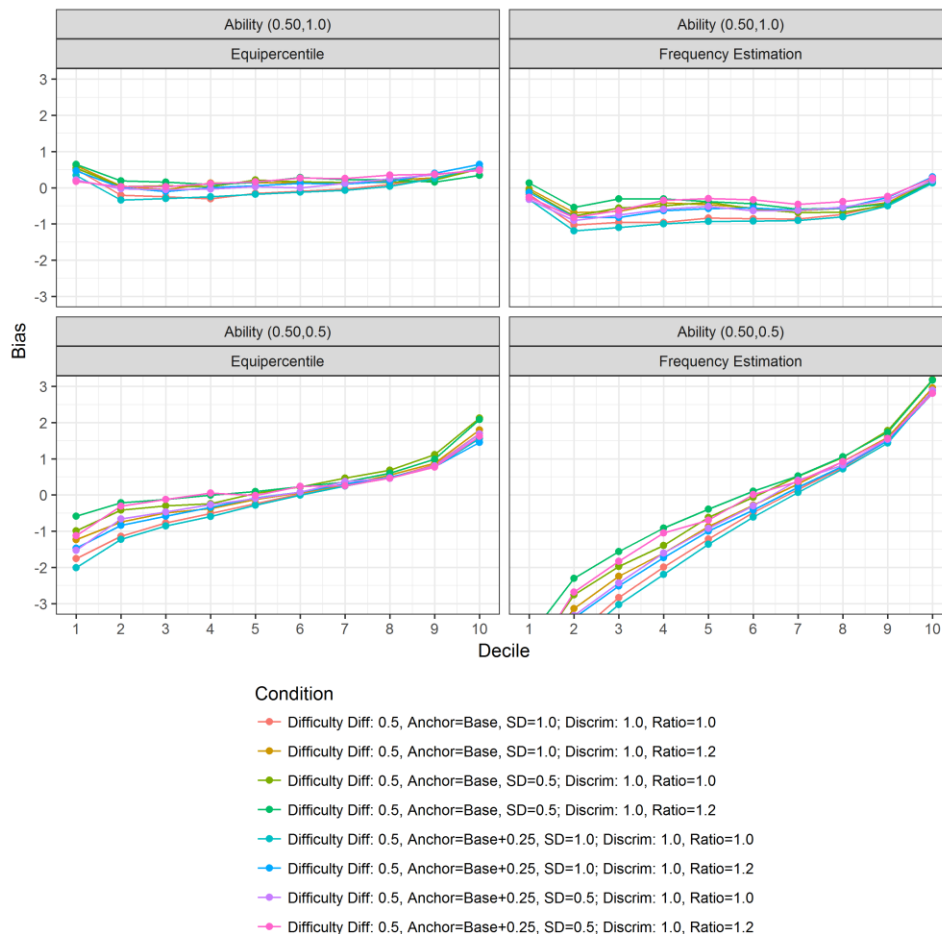 Ability (0.50,1.0)
Ability (0.50,1.0)
Equipercentile
Frequency Estimation
3
2
1
0
-1
-2
-3
Bias
Ability (0.50,0.5)
Ability (0.50,0.5)
Equipercentile
Frequency Estimation
3
2
1
0
-1
-2
-3
1 2 3 4 5 6 7 8 9 10
1 2 3 4 5 6 7 8 9 10
Decile
Condition
Difficulty Diff: 0.5, Anchor=Base, SD=1.0; Discrim: 1.0, Ratio=1.0
Difficulty Diff: 0.5, Anchor=Base, SD=1.0; Discrim: 1.0, Ratio=1.2
Difficulty Diff: 0.5, Anchor=Base, SD=0.5; Discrim: 1.0, Ratio=1.0
Difficulty Diff: 0.5, Anchor=Base, SD=0.5; Discrim: 1.0, Ratio=1.2
Difficulty Diff: 0.5, Anchor=Base+0.25, SD=1.0; Discrim: 1.0, Ratio=1.0
Difficulty Diff: 0.5, Anchor=Base+0.25, SD=1.0; Discrim: 1.0, Ratio=1.2
Difficulty Diff: 0.5, Anchor=Base+0.25, SD=0.5; Discrim: 1.0, Ratio=1.0
Difficulty Diff: 0.5, Anchor=Base+0.25, SD=0.5; Discrim: 1.0, Ratio=1.2